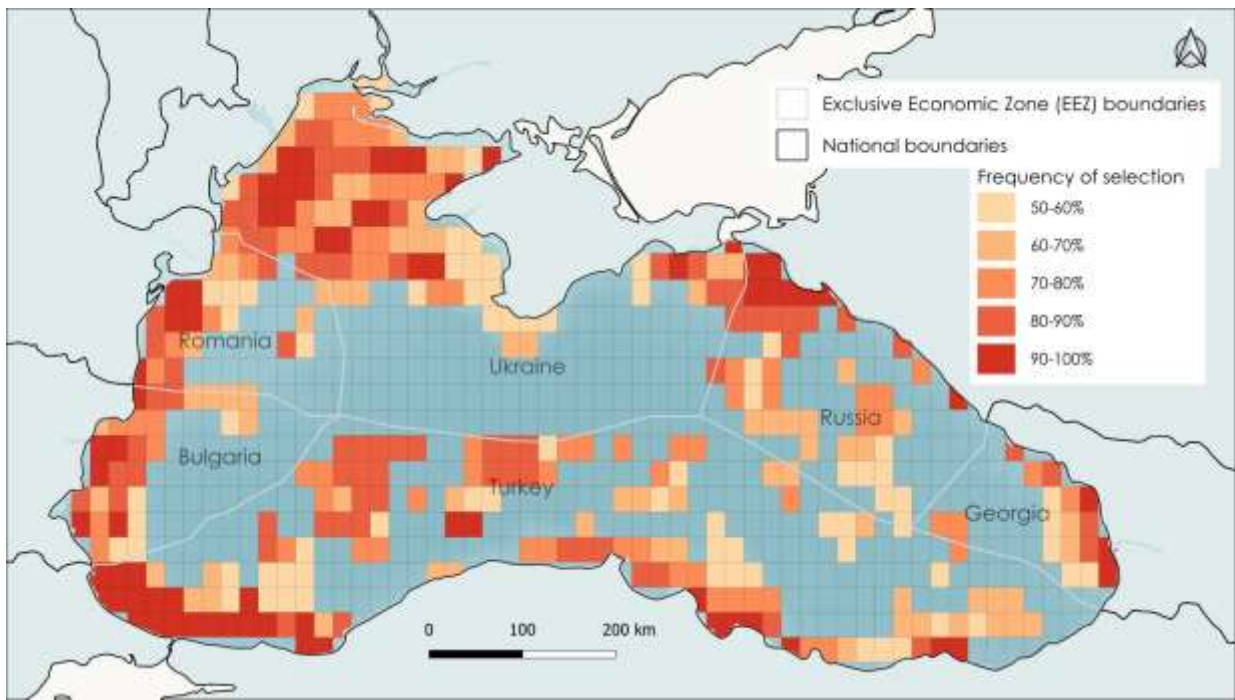 Exclusive Economic Zone (EEZ) boundaries
National boundaries
Frequency of selection
50-60%
60-70%
70-80%
80-90%
90-100%
Romania
Ukraine
Russia
Bulgaria
Turkey
Georgia
0 100 200 km